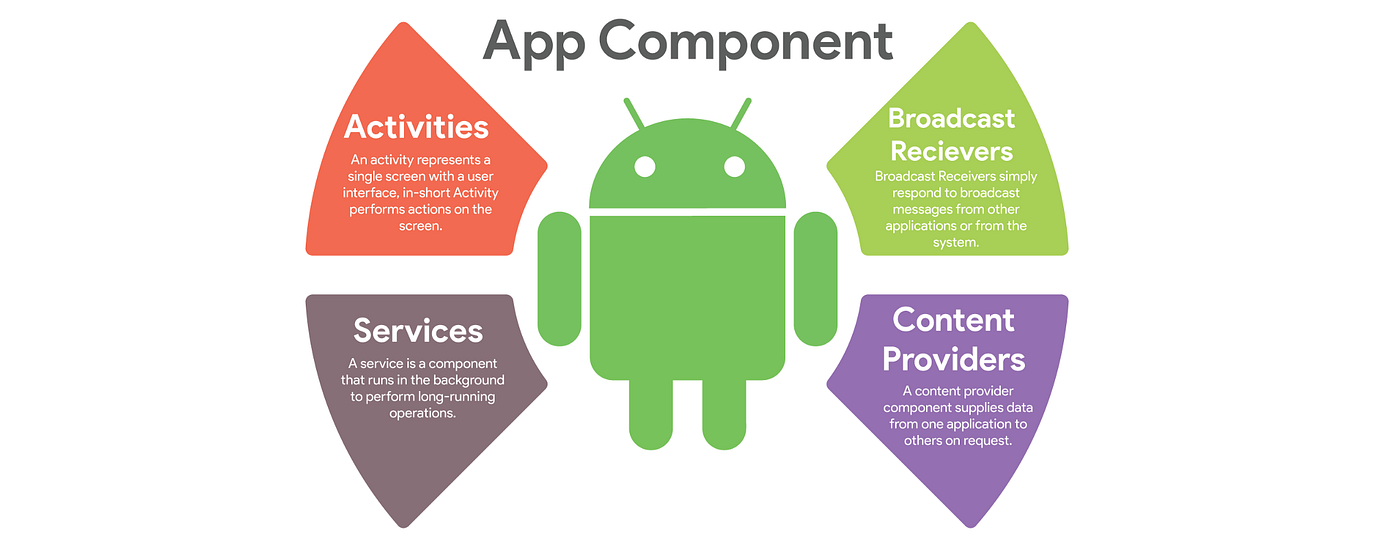 App Component
Activities
An activity represents a
single screen with a user
interface, in-short Activity
performs actions on the
screen.
Broadcast
Recievers
Broadcast Receivers simply
respond to broadcast
messages from other
applications or from the
system.
Services
A service is a component
that runs in the background
to perform long-running
operations.
Content
Providers
A content provider
component supplies data
from one application to
others on request.